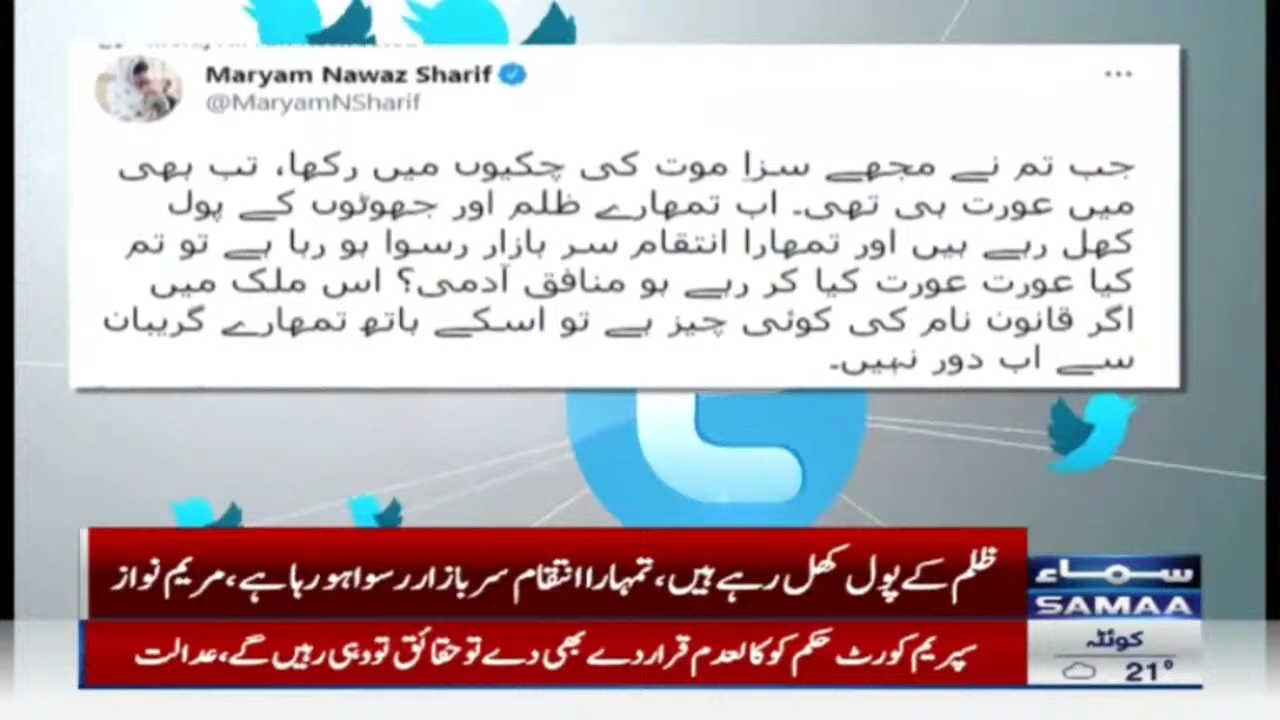 Maryam Nawaz Sharif
@MaryamNSharif
جب تم نے مجھے سزاِ موت کی چکیوں میں رکھا، تب بھی
میں عورت ہی تھی۔ اب تمھارے ظلم اور جھوٹوں کے پول
کھل رہے ہیں اور تمھارا انتقام سر بازار رسوا ہو رہا ہے تو تم
کیا عورت عورت کیا کر رہے ہو منافق آدمی؟ اس ملک میں
اگر قانون نام کی کوئی چیز ہے تو اسکے ہاتھ تمھارے گریبان
سے اب دور نہیں۔
ظلم کے پول کھل رہے ہیں، تمہارا انتقام سر بازار رسوا ہو رہا ہے، مریم نواز
سپریم کورٹ حکم کو کالعدم قرار دے بھی دے تو حقائق تو وہی رہیں گے، عدالت
سماء
SAMAA
کوئٹہ
21°